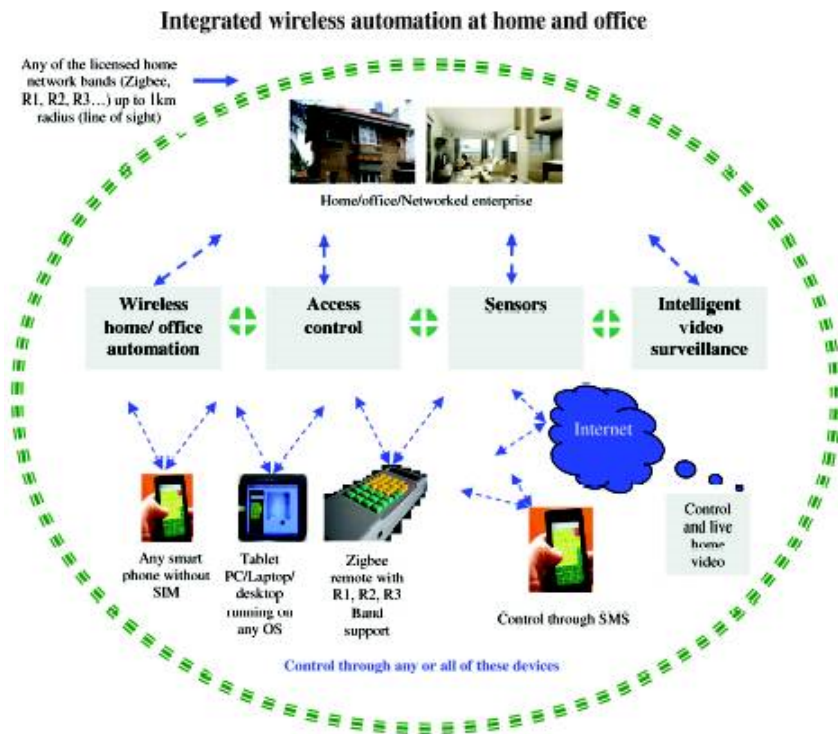 Integrated wireless automation at home and office
Any of the licensed home
network bands (Zigbee,
R1, R2, R3...) up to 1km
radius (line of sight)
Home/office/Networked enterprise
Wireless
home/ office
automation
Access
control
Sensors
Intelligent
video
surveillance
Internet
Any smart
phone without
SIM
Tablet
PC/Laptop/
desktop
running on
any OS
Zigbee
remote with
R1, R2, R3
Band
support
Control through SMS
Control
and live
home
video
Control through any or all of these devices